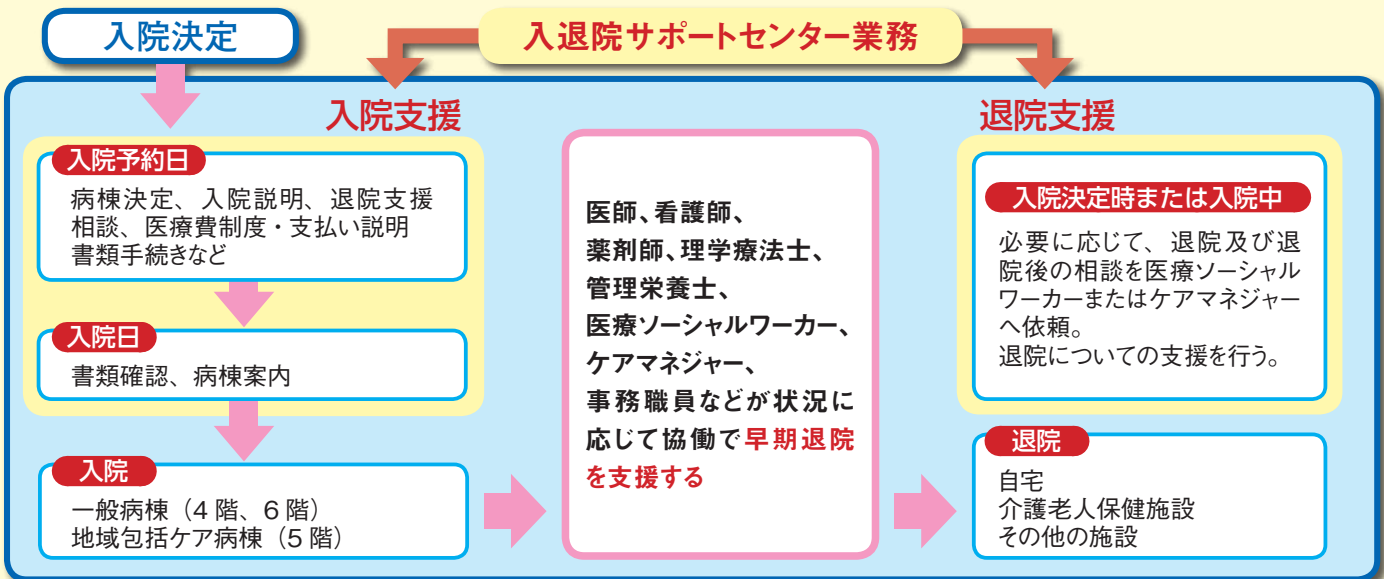 入院決定
入退院サポートセンター業務
入院支援
入院予約日
病棟決定、入院説明、退院支援
相談、医療費制度・支払い説明
書類手続きなど
入院日
書類確認、病棟案内
入院
一般病棟（4 階、6 階）
地域包括ケア病棟（5 階）
医師、看護師、
薬剤師、理学療法士、
管理栄養士、
医療ソーシャルワーカー、
ケアマネジャー、
事務職員などが状況に
応じて協働で早期退院
を支援する
退院支援
入院決定時または入院中
必要に応じて、退院及び退
院後の相談を医療ソーシャル
ワーカーまたはケアマネジャー
へ依頼。
退院についての支援を行う。
退院
自宅
介護老人保健施設
その他の施設